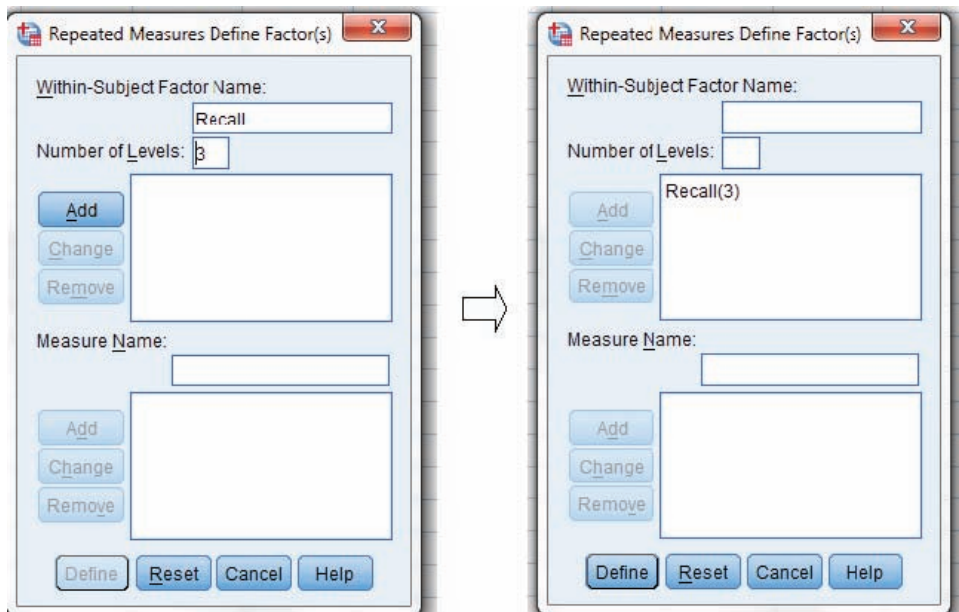 Repeated Measures Define Factor(s)
Within-Subject Factor Name:
Recall
Number of Levels: 3
Add
Change
Remove
Measure Name:
Add
Change
Remove
Define Reset Cancel Help
Repeated Measures Define Factor(s)
Within-Subject Factor Name:
Number of Levels:
Recall(3)
Add
Change
Remove
Measure Name:
Add
Change
Remove
Define Reset Cancel Help